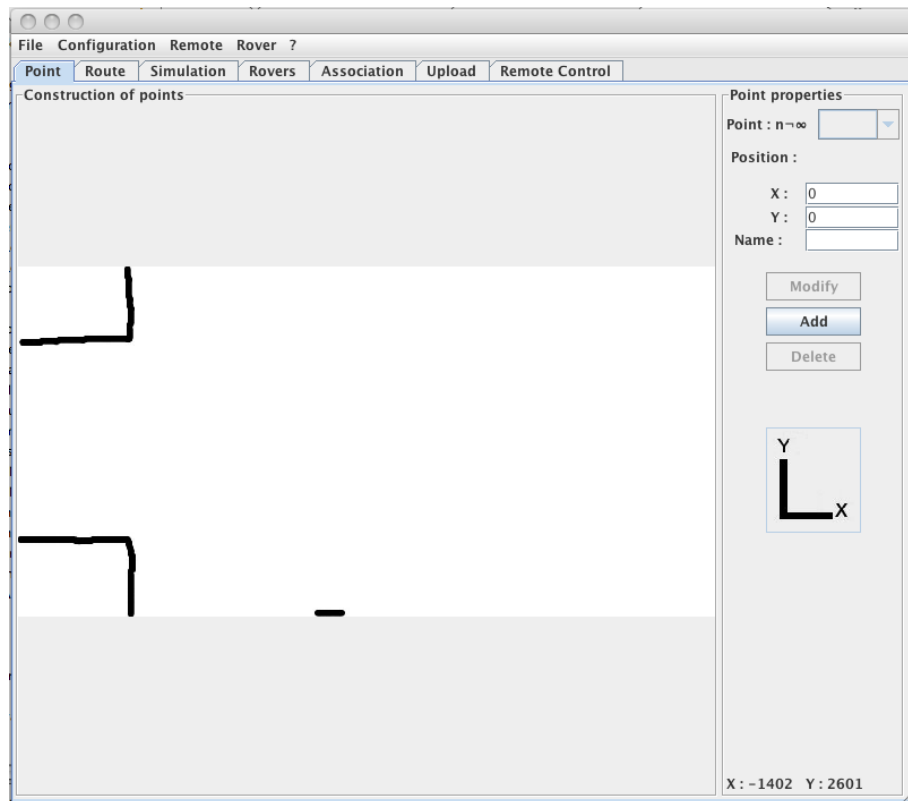 File Configuration Remote Rover ?
Point Route Simulation Rovers Association Upload Remote Control
Construction of points
Point properties
Point : n¬∞
Position :
X : 0
Y : 0
Name :
Modify
Add
Delete
Y
X
X : -1402 Y : 2601